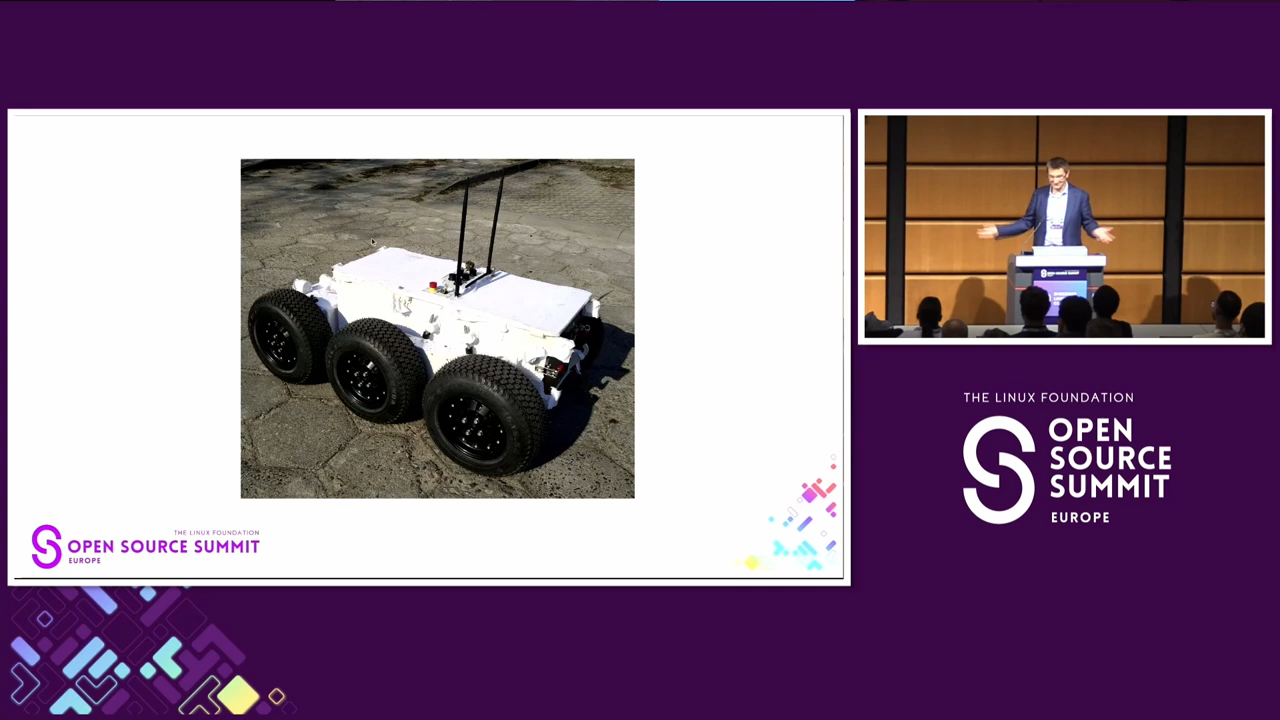 THE LINUX FOUNDATION
OPEN SOURCE SUMMIT
EUROPE
THE LINUX FOUNDATION
OPEN
SOURCE
SUMMIT
EUROPE